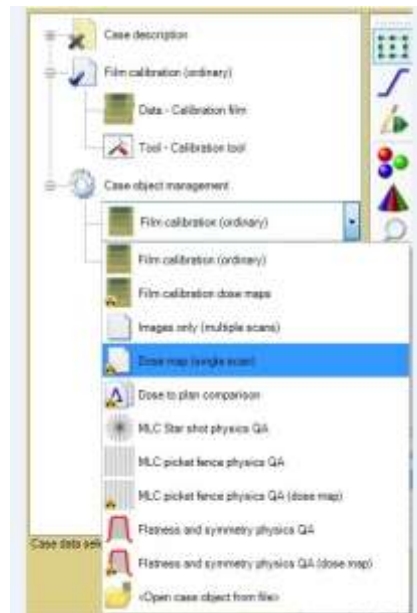 Case description
Film calibration (ordinary)
Data - Calibration film
Tool - Calibration tool
Case object management
Film calibration (ordinary)
Film calibration (ordinary)
Film calibration dose maps
Images only (multiple scans)
Dose map (single scan)
Dose to plan comparison
MLC Star shot physics QA
MLC picket fence physics QA
MLC picket fence physics QA (dose map)
Flatness and symmetry physics QA
Flatness and symmetry physics QA (dose map)
<Open case object from file>
Case data sele